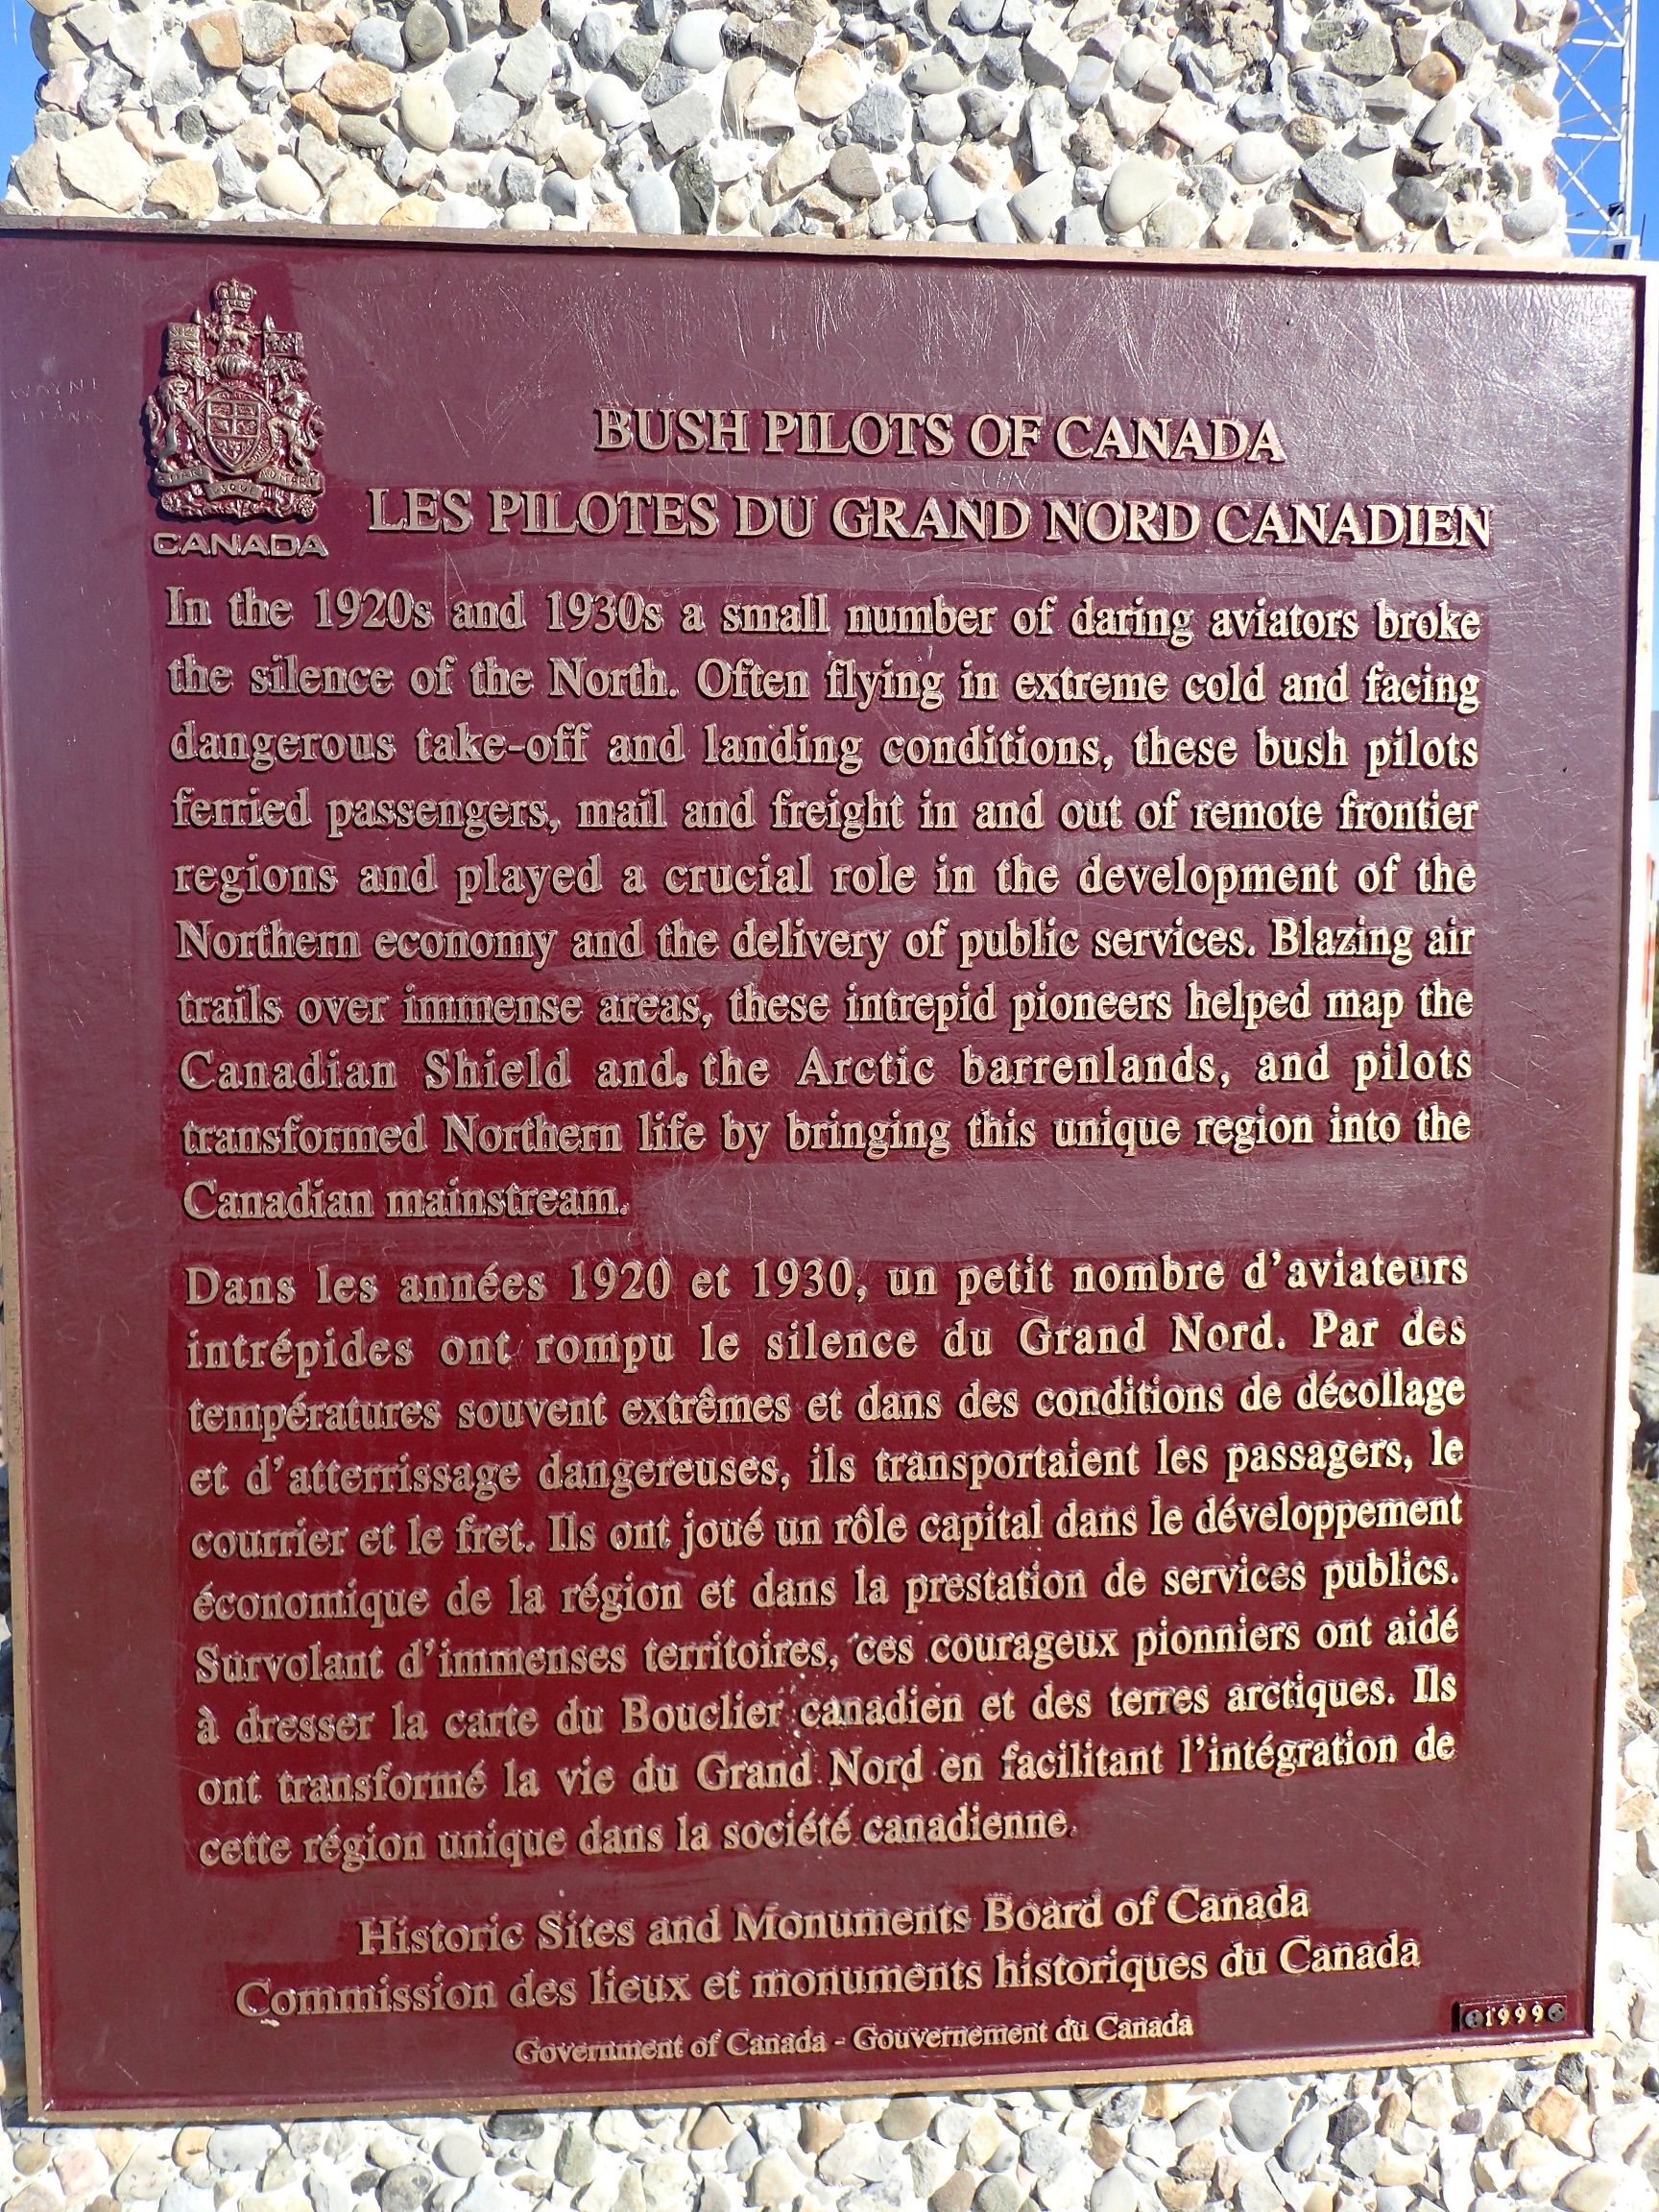 CANADA
BUSH PILOTS OF CANADA
LES PILOTES DU GRAND NORD CANADIEN
In the 1920s and 1930s a small number of daring aviators broke
the silence of the North. Often flying in extreme cold and facing
dangerous take-off and landing conditions, these bush pilots
ferried passengers, mail and freight in and out of remote frontier
regions and played a crucial role in the development of the
Northern economy and the delivery of public services. Blazing air
trails over immense areas, these intrepid pioneers helped map the
Canadian Shield and the Arctic barrenlands, and pilots
transformed Northern life by bringing this unique region into the
Canadian mainstream.
Dans les années 1920 et 1930, un petit nombre d'aviateurs
intrépides ont rompu le silence du Grand Nord. Par des
températures souvent extrêmes et dans des conditions de décollage
et d'atterrissage dangereuses, ils transportaient les passagers, le
courrier et le fret. Ils ont joué un rôle capital dans le développement
économique de la région et dans la prestation de services publics.
Survolant d'immenses territoires, ces courageux pionniers ont aidé
à dresser la carte du Bouclier canadien et des terres arctiques. Ils
ont transformé la vie du Grand Nord en facilitant l'intégration de
cette région unique dans la société canadienne.
Historic Sites and Monuments Board of Canada
Commission des lieux et monuments historiques du Canada
Government of Canada - Gouvernement du Canada
1999